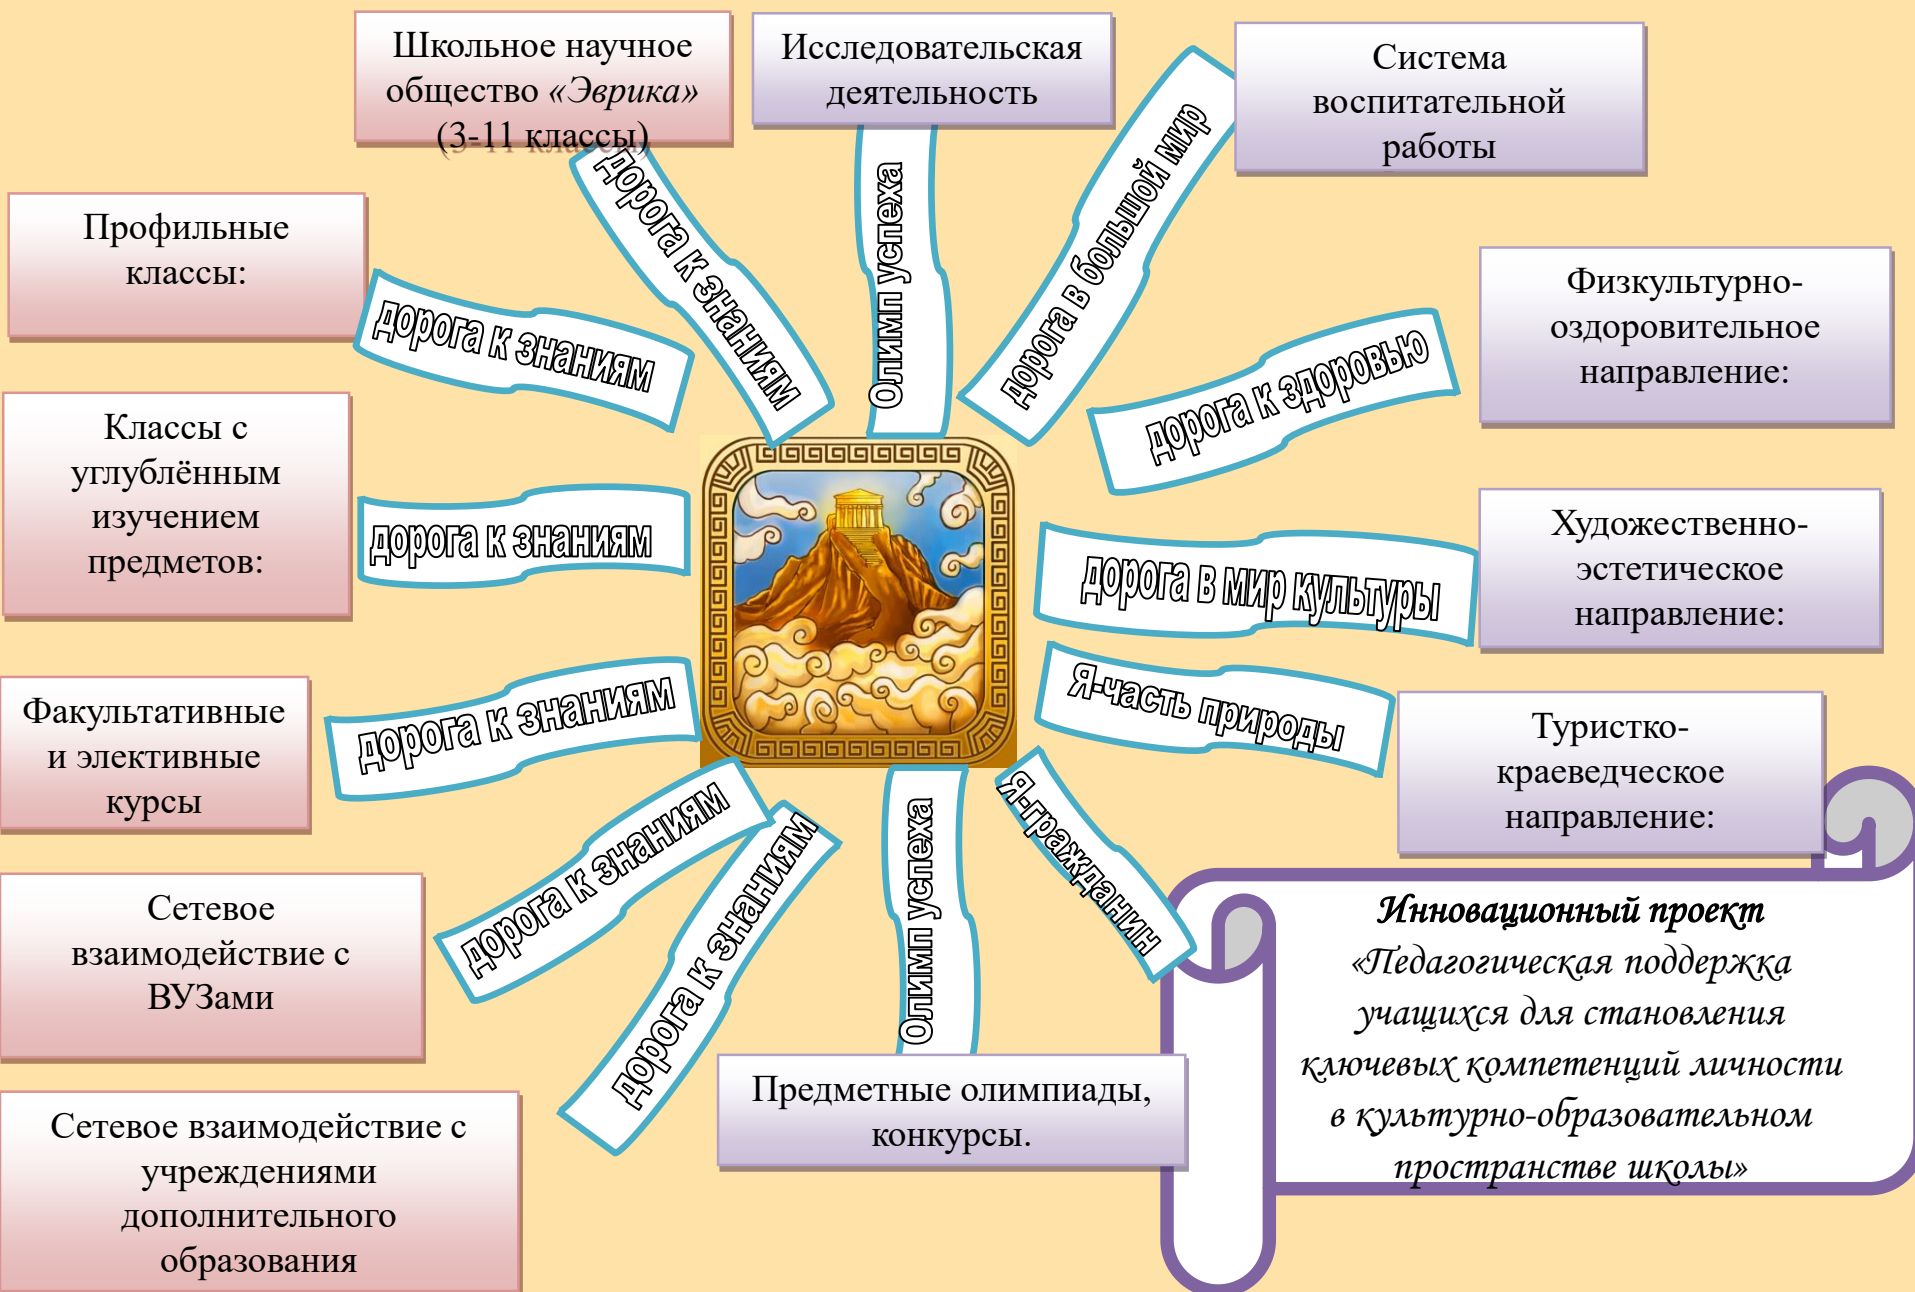 Школьное научное
общество «Эврика»
(3-11 классы)
Исследовательская
деятельность
Система
воспитательной
работы
Профильные
классы:
Физкультурно-
оздоровительное
направление:
Классы с
углублённым
изучением
предметов:
Художественно-
эстетическое
направление:
Факультативные
и элективные
курсы
Туристко-
краеведческое
направление:
Сетевое
взаимодействие с
ВУЗами
Сетевое взаимодействие с
учреждениями
дополнительного
образования
Предметные олимпиады,
конкурсы.
дорога к знаниям
дорога к знаниям
Олимп успеха
дорога в большой мир
дорога к здоровью
дорога к знаниям
дорога в мир культуры
дорога к знаниям
Я-часть природы
дорога к знаниям
дорога к знаниям
Олимп успеха
Я-гражданин
Инновационный проект
«Педагогическая поддержка
учащихся для становления
ключевых компетенций личности
в культурно-образовательном
пространстве школы»